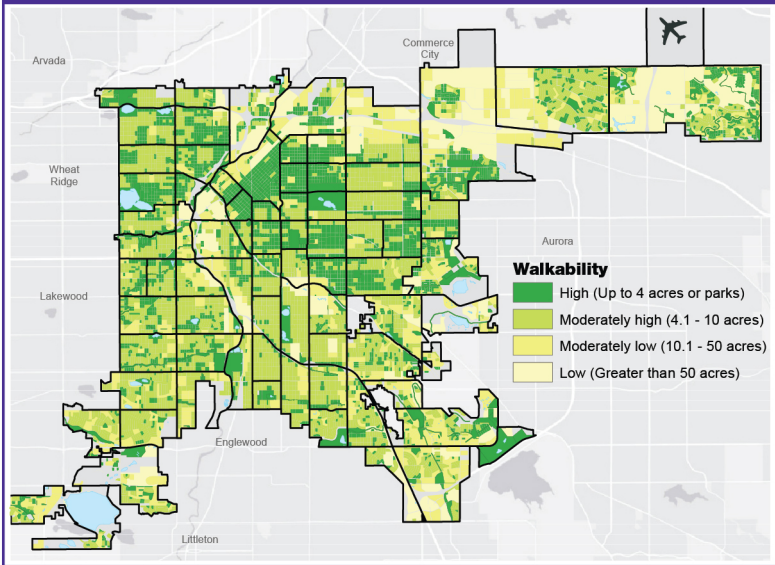 Arvada
Commerce
City
Wheat
Ridge
Aurora
Lakewood
Walkability
High (Up to 4 acres or parks)
Moderately high (4.1 - 10 acres)
Moderately low (10.1 - 50 acres)
Low (Greater than 50 acres)
Englewood
Littleton